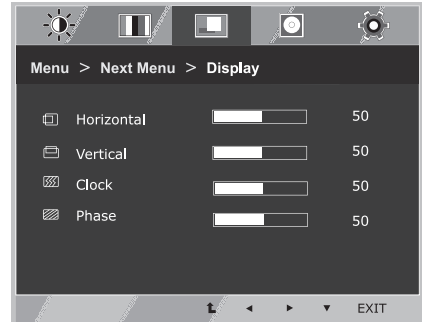 Menu > Next Menu > Display
Horizontal 50
Vertical 50
Clock 50
Phase 50
EXIT